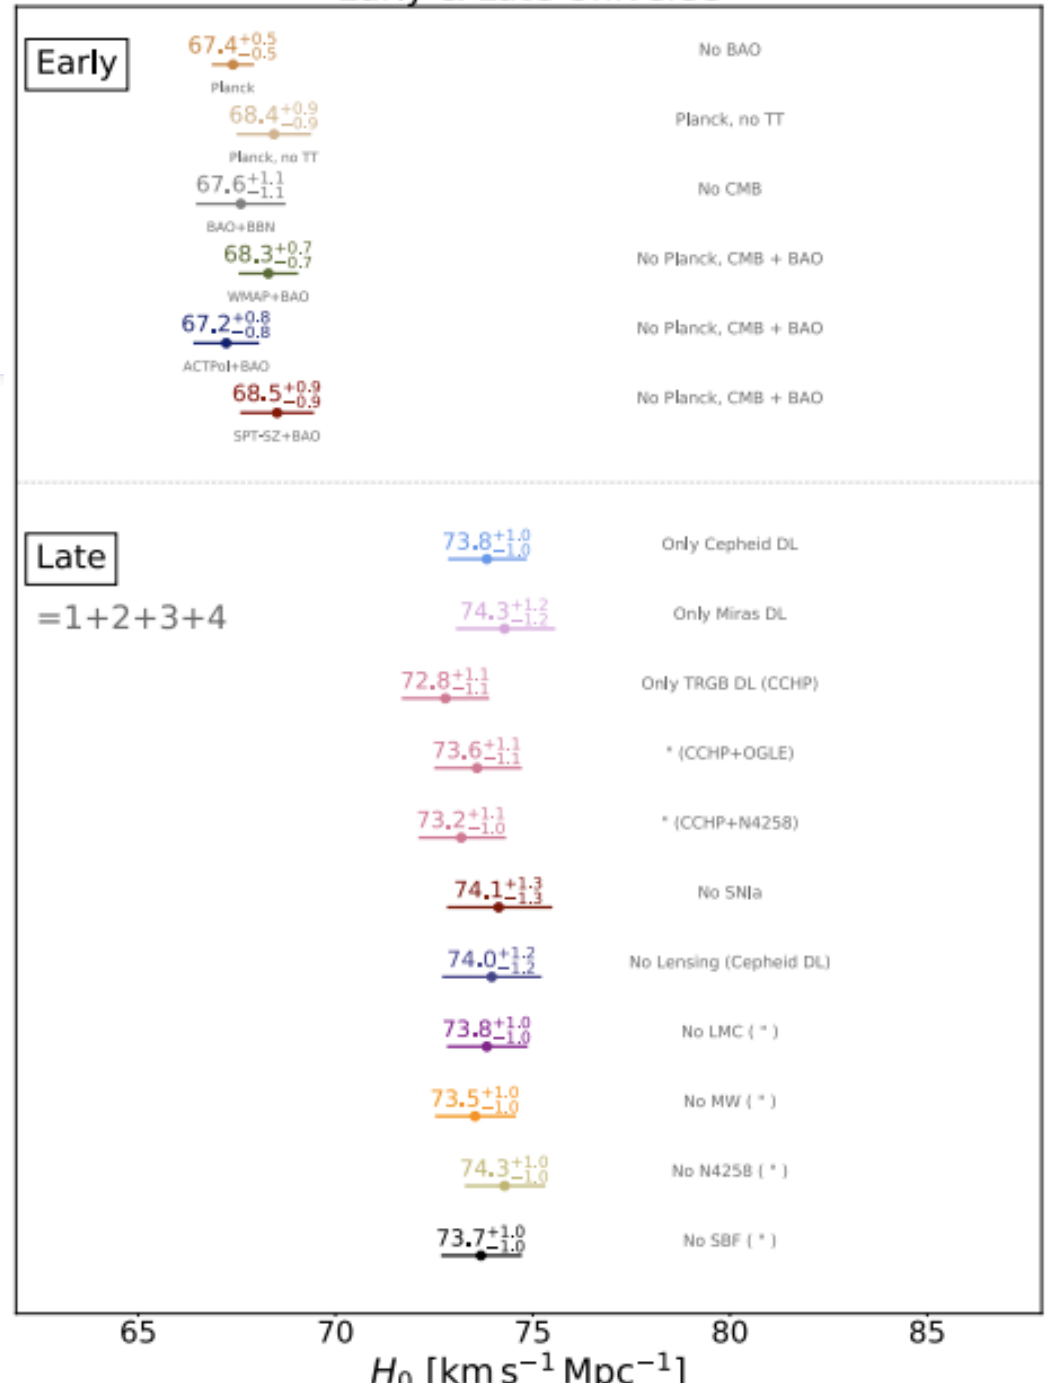 Early & Late Universe
Early
67.4+0.5−0.5
No BAO
Planck
68.4+0.9−0.9
Planck, no TT
Planck, no TT
67.6+1.1−1.1
No CMB
BAO+BBN
68.3+0.7−0.7
No Planck, CMB + BAO
WMAP+BAO
67.2+0.8−0.8
No Planck, CMB + BAO
ACTPol+BAO
68.5+0.9−0.9
No Planck, CMB + BAO
SPT-SZ+BAO
Late
=1+2+3+4
73.8+1.0−1.0
Only Cepheid DL
74.3+1.2−1.2
Only Miras DL
72.8+1.1−1.1
Only TRGB DL (CCHP)
73.6+1.1−1.1
" (CCHP+OGLE)
73.2+1.1−1.0
" (CCHP+N4258)
74.1+1.3−1.3
No SNIa
74.0+1.2−1.2
No Lensing (Cepheid DL)
73.8+1.0−1.0
No LMC ( " )
73.5+1.0−1.0
No MW ( " )
74.3+1.0−1.0
No N4258 ( " )
73.7+1.0−1.0
No SBF ( " )
65 70 75 80 85
H₀ [km s⁻¹ Mpc⁻¹]